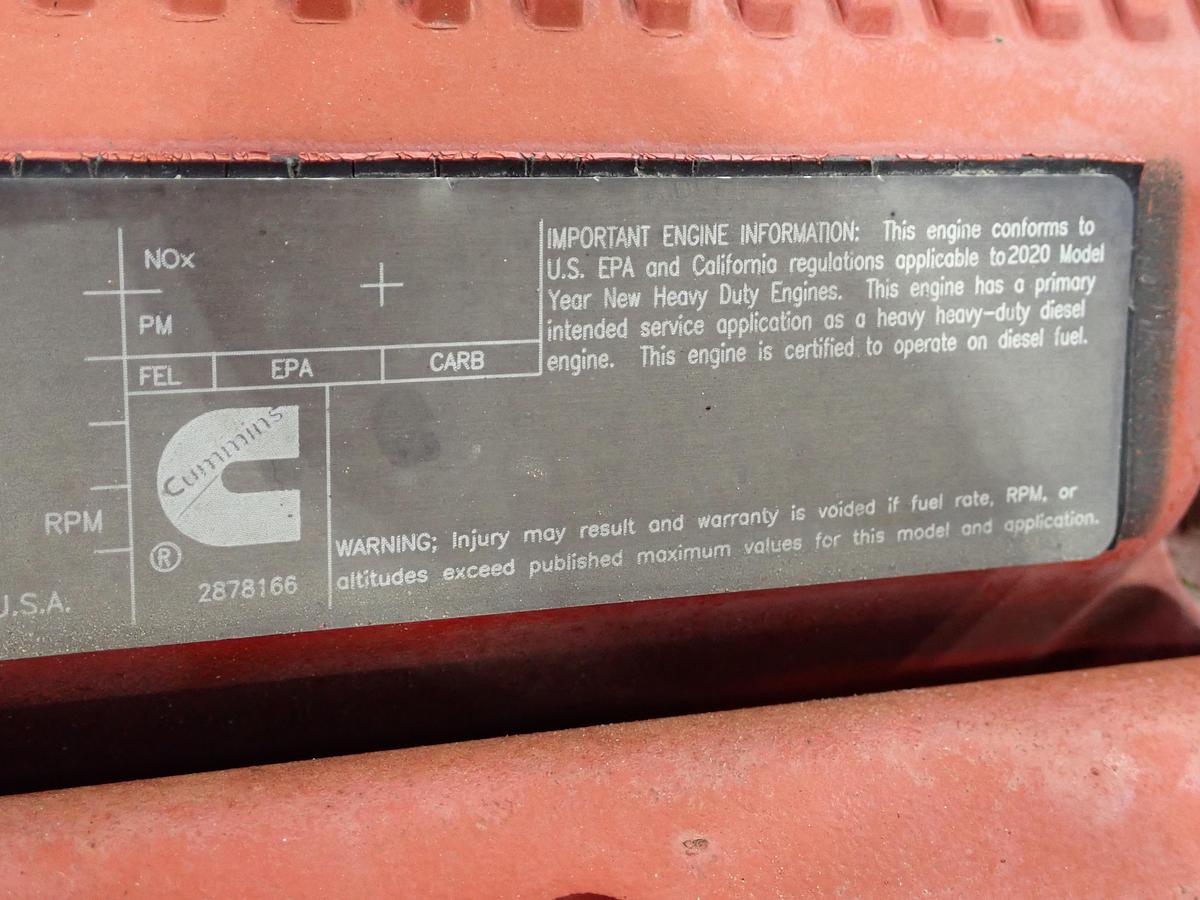 NOx
PM
FEL EPA CARB
IMPORTANT ENGINE INFORMATION: This engine conforms to
U.S. EPA and California regulations applicable to 2020 Model
Year New Heavy Duty Engines. This engine has a primary
intended service application as a heavy heavy-duty diesel
engine. This engine is certified to operate on diesel fuel.
RPM
U.S.A.
Cummins
®
2878166
WARNING; Injury may result and warranty is voided if fuel rate, RPM, or
altitudes exceed published maximum values for this model and application.